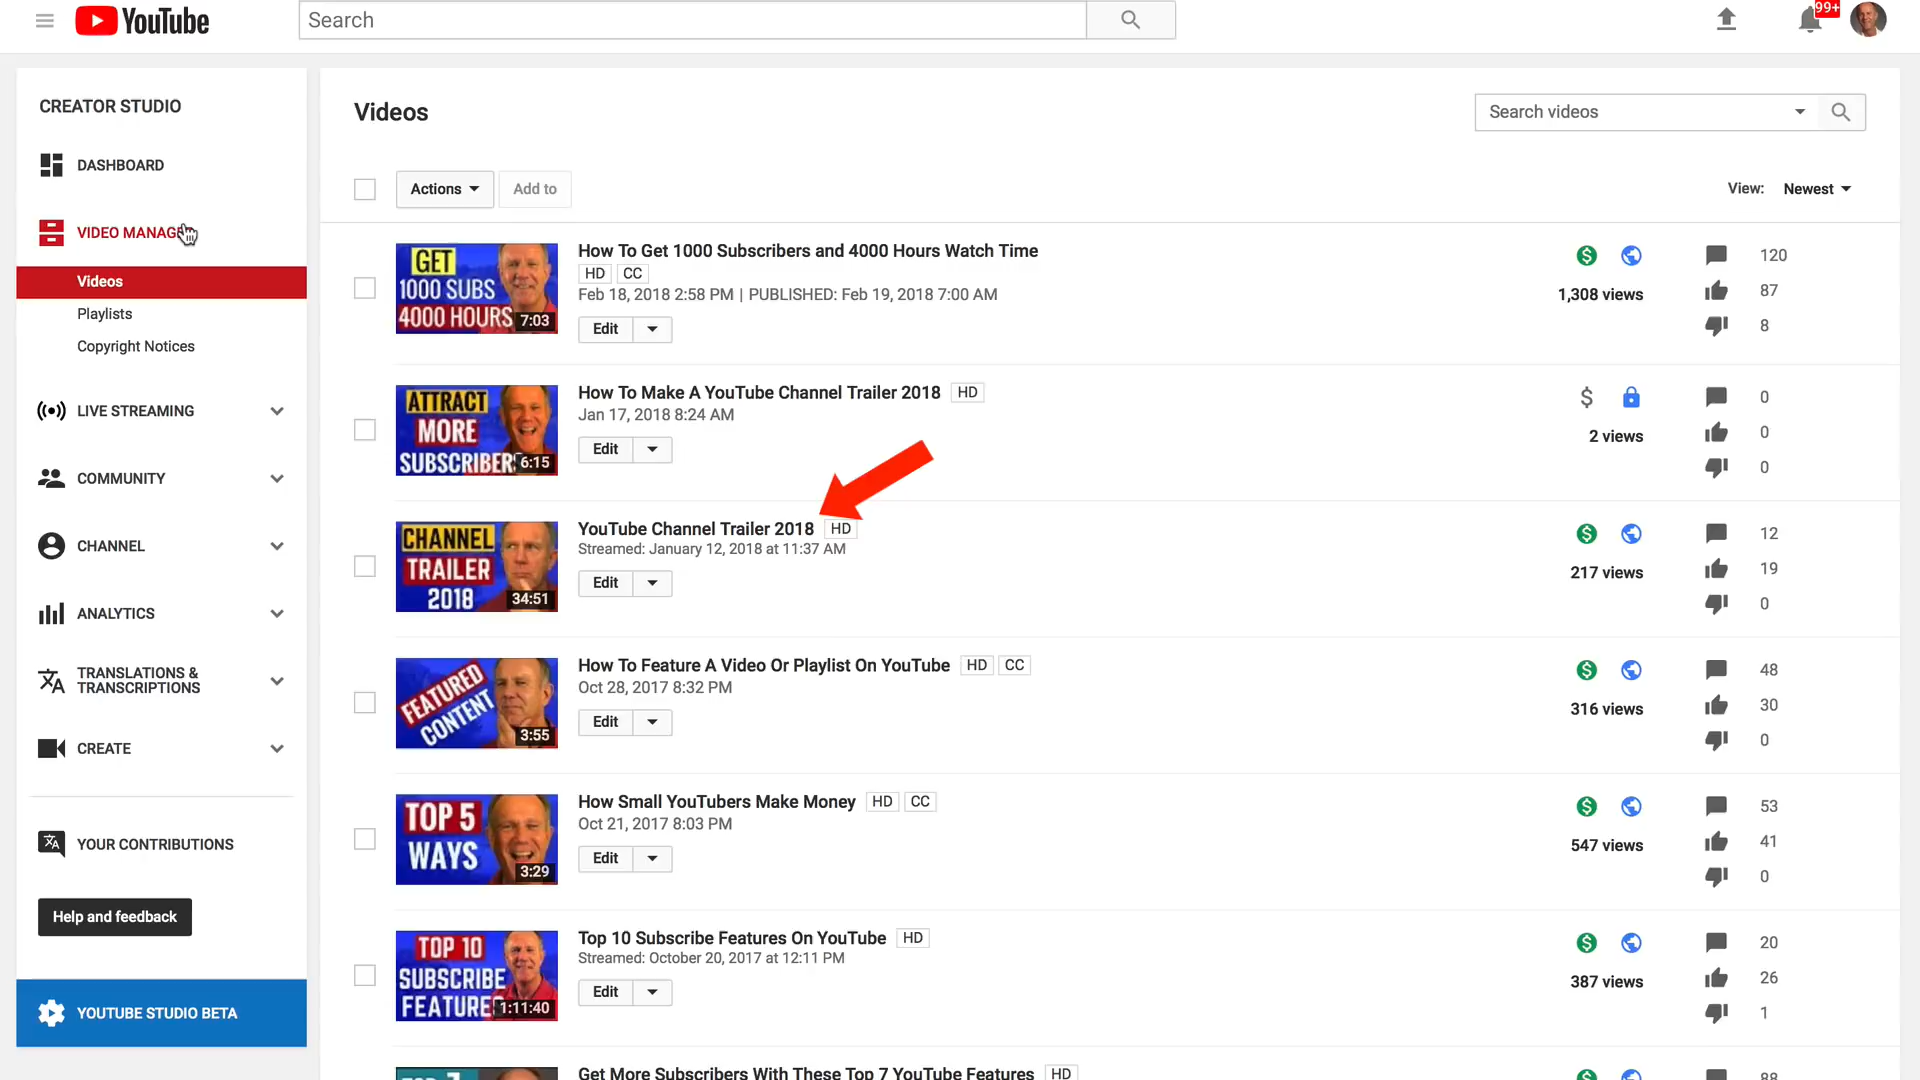 YouTube
Search
99+
CREATOR STUDIO
DASHBOARD
VIDEO MANAG
Videos
Playlists
Copyright Notices
LIVE STREAMING
COMMUNITY
CHANNEL
ANALYTICS
TRANSLATIONS &
TRANSCRIPTIONS
CREATE
YOUR CONTRIBUTIONS
Help and feedback
YOUTUBE STUDIO BETA
Videos
Search videos
Actions
Add to
View: Newest
GET
1000 SUBS
4000 HOURS
7:03
How To Get 1000 Subscribers and 4000 Hours Watch Time
HD CC
Feb 18, 2018 2:58 PM | PUBLISHED: Feb 19, 2018 7:00 AM
Edit
$
1,308 views
120
87
8
ATTRACT
MORE
SUBSCRIBER
6:15
How To Make A YouTube Channel Trailer 2018 HD
Jan 17, 2018 8:24 AM
Edit
$
2 views
0
0
0
CHANNEL
TRAILER
2018
34:51
YouTube Channel Trailer 2018 HD
Streamed: January 12, 2018 at 11:37 AM
Edit
$
217 views
12
19
0
FEATURED
CONTENT
3:55
How To Feature A Video Or Playlist On YouTube HD CC
Oct 28, 2017 8:32 PM
Edit
$
316 views
48
30
0
TOP 5
WAYS
3:29
How Small YouTubers Make Money HD CC
Oct 21, 2017 8:03 PM
Edit
$
547 views
53
41
0
TOP 10
SUBSCRIBE
FEATURE
1:11:40
Top 10 Subscribe Features On YouTube HD
Streamed: October 20, 2017 at 12:11 PM
Edit
$
387 views
20
26
1
Get More Subscribers With These Top 7 YouTube Features HD
88